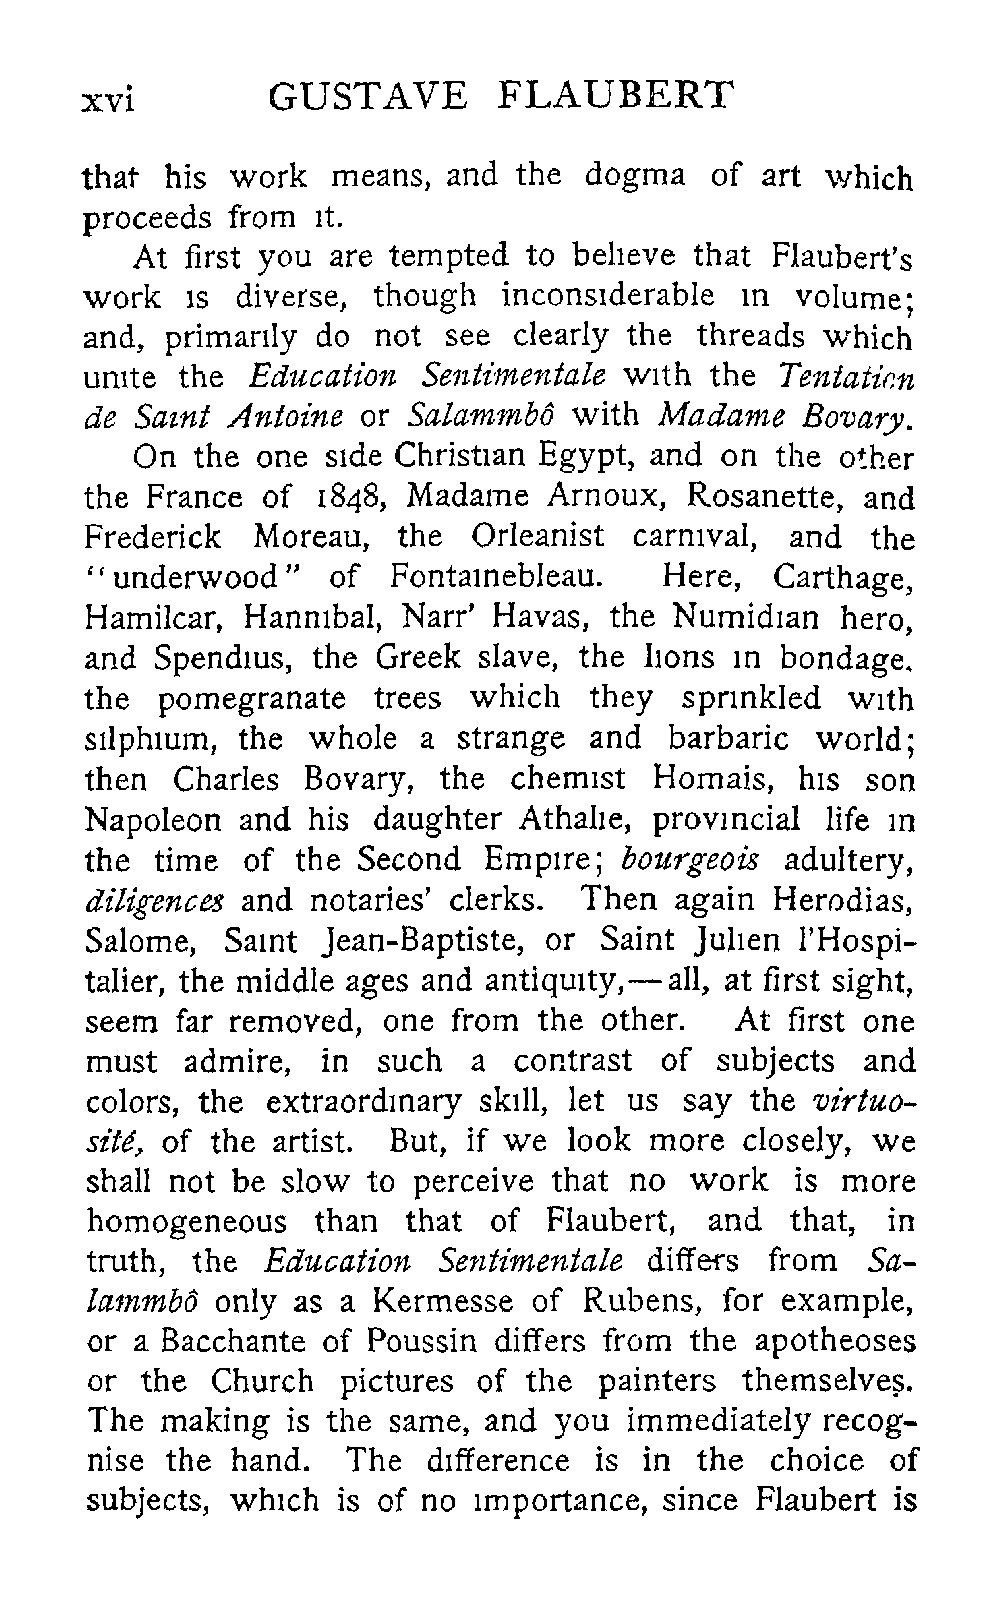 xvi GUSTAVE FLAUBERT
that his work means, and the dogma of art which
proceeds from it.
At first you are tempted to believe that Flaubert's
work is diverse, though inconsiderable in volume;
and, primarily do not see clearly the threads which
unite the Education Sentimentale with the Tentation
de Saint Antoine or Salammbô with Madame Bovary.
On the one side Christian Egypt, and on the other
the France of 1848, Madame Arnoux, Rosanette, and
Frederick Moreau, the Orleanist carnival, and the
"underwood" of Fontainebleau. Here, Carthage,
Hamilcar, Hannibal, Narr' Havas, the Numidian hero,
and Spendius, the Greek slave, the lions in bondage,
the pomegranate trees which they sprinkled with
silphium, the whole a strange and barbaric world;
then Charles Bovary, the chemist Homais, his son
Napoleon and his daughter Athalie, provincial life in
the time of the Second Empire; bourgeois adultery,
diligences and notaries' clerks. Then again Herodias,
Salome, Saint Jean-Baptiste, or Saint Julien l'Hospi-
talier, the middle ages and antiquity,—all, at first sight,
seem far removed, one from the other. At first one
must admire, in such a contrast of subjects and
colors, the extraordinary skill, let us say the virtuo-
sité, of the artist. But, if we look more closely, we
shall not be slow to perceive that no work is more
homogeneous than that of Flaubert, and that, in
truth, the Education Sentimentale differs from Sa-
lammbô only as a Kermesse of Rubens, for example,
or a Bacchante of Poussin differs from the apotheoses
or the Church pictures of the painters themselves.
The making is the same, and you immediately recog-
nise the hand. The difference is in the choice of
subjects, which is of no importance, since Flaubert is